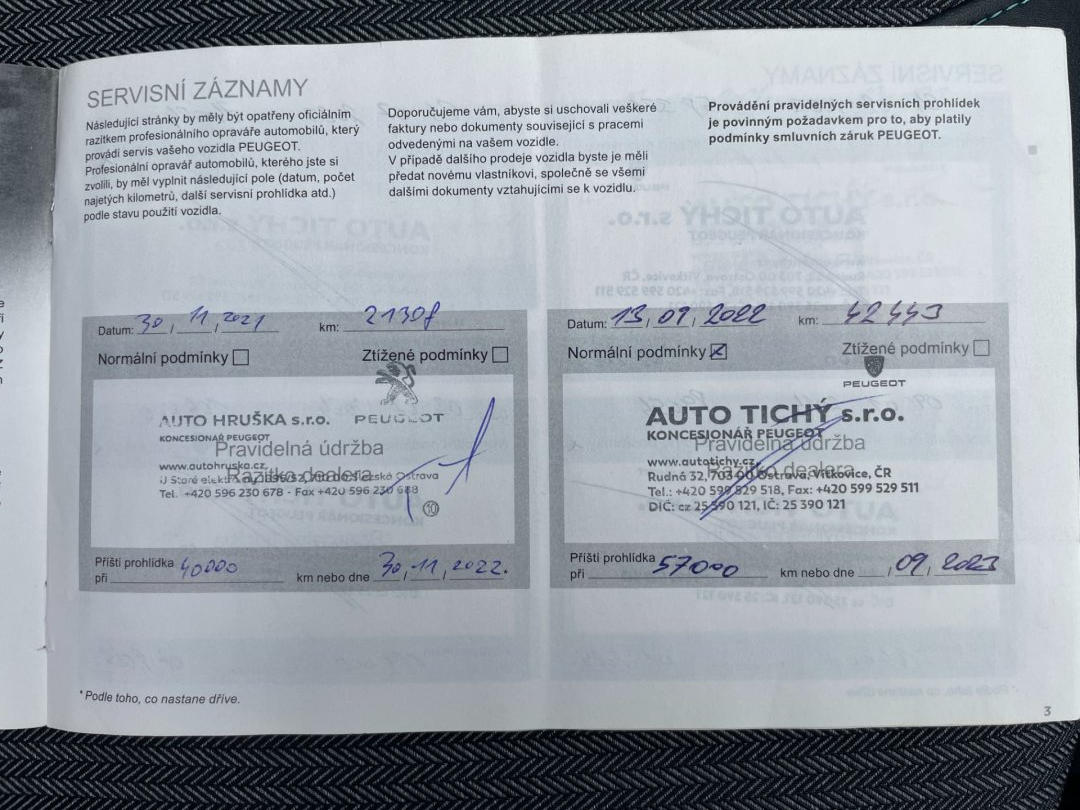 SERVISNÍ ZÁZNAMY
Následující stránky by měly být opatřeny oficiálním
razítkem profesionálního opraváře automobilů, který
provádí servis vašeho vozidla PEUGEOT.
Profesionální opravář automobilů, kterého jste si
zvolili, by měl vyplnit následující pole (datum, počet
najetých kilometrů, další servisní prohlídka atd.)
podle stavu použití vozidla.
Doporučujeme vám, abyste si uschovali veškeré
faktury nebo dokumenty související s pracemi
odvedenými na vašem vozidle.
V případě dalšího prodeje vozidla byste je měli
předat novému vlastníkovi, společně se všemi
dalšími dokumenty vztahujícími se k vozidlu.
Provádění pravidelných servisních prohlídek
je povinným požadavkem pro to, aby platily
podmínky smluvních záruk PEUGEOT.
Datum: 30 / 11 / 2021 km: 21308
Normální podmínky Ztížené podmínky
PEUGEOT
AUTO HRUŠKA s.r.o.
KONCESIONÁŘ PEUGEOT
Pravidelná údržba
www.autohruska.cz
Razítko dealera
Ostrava
Tel. +420 596 230 678 - Fax +420 596 230 688
10
Příští prohlídka
při 40000 km nebo dne 30 / 11 / 2022.
Datum: 13 / 09 / 2022 km: 42443
Normální podmínky Ztížené podmínky
PEUGEOT
AUTO TICHÝ s.r.o.
KONCESIONÁŘ PEUGEOT
Pravidelná údržba
www.autotichy.cz
Razítko dealera
Rudná 32, 703 00 Ostrava, Vítkovice, ČR
Tel.: +420 599 529 518, Fax: +420 599 529 511
DIČ: cz 25 390 121, IČ: 25 390 121
Příští prohlídka
při 57000 km nebo dne / 09 / 2023
* Podle toho, co nastane dříve.
3